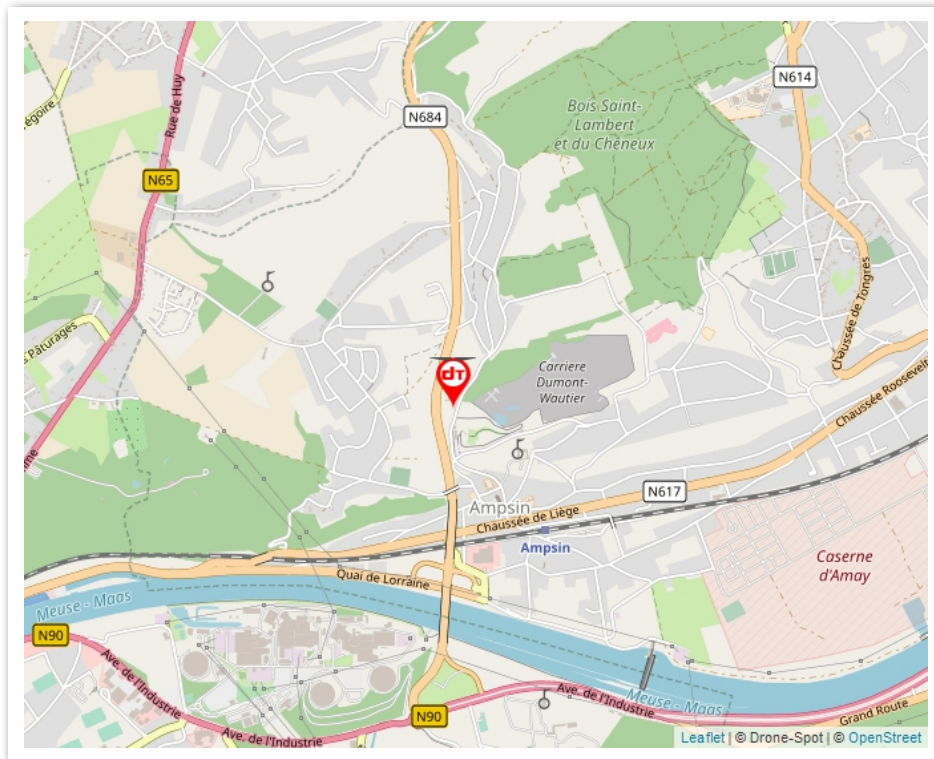 N614
Bois Saint-
Lambert
et du Chêneux
N684
Rue de Huy
N65
Chaussée de Tongres
Pâturages
dT
Carriere
Dumont-
Wautier
Chaussée Roosevelt
N617
Ampsin
Chaussée de Liège
Ampsin
Caserne
d'Amay
Quai de Lorraine
Meuse - Maas
N90
Ave. de l'Industrie
Ave. de l'Industrie
Meuse - Maas
N90
Grand Route
Ave. de l'Industrie
Leaflet | © Drone-Spot | © OpenStreet